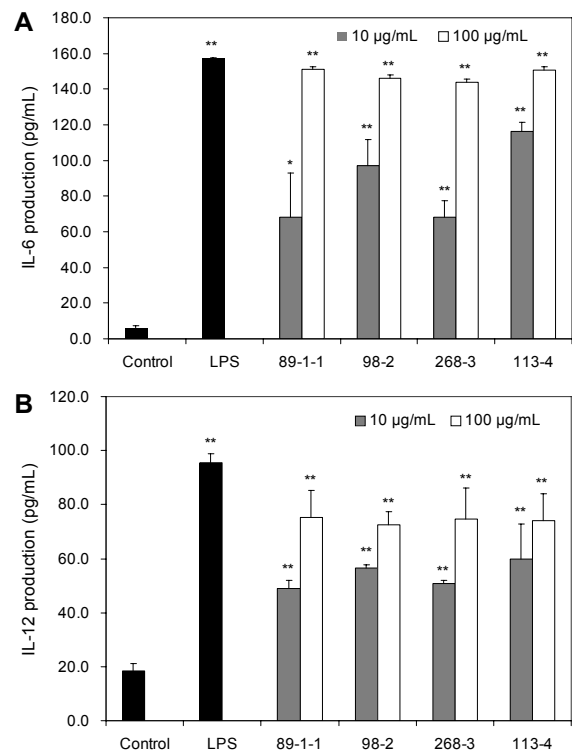 A
IL-6 production (pg/mL)
180.0
160.0
140.0
120.0
100.0
80.0
60.0
40.0
20.0
0.0
10 µg/mL 100 µg/mL
** ** ** ** **
* ** ** **
Control LPS 89-1-1 98-2 268-3 113-4
B
IL-12 production (pg/mL)
120.0
100.0
80.0
60.0
40.0
20.0
0.0
10 µg/mL 100 µg/mL
** ** ** ** **
** ** ** **
Control LPS 89-1-1 98-2 268-3 113-4